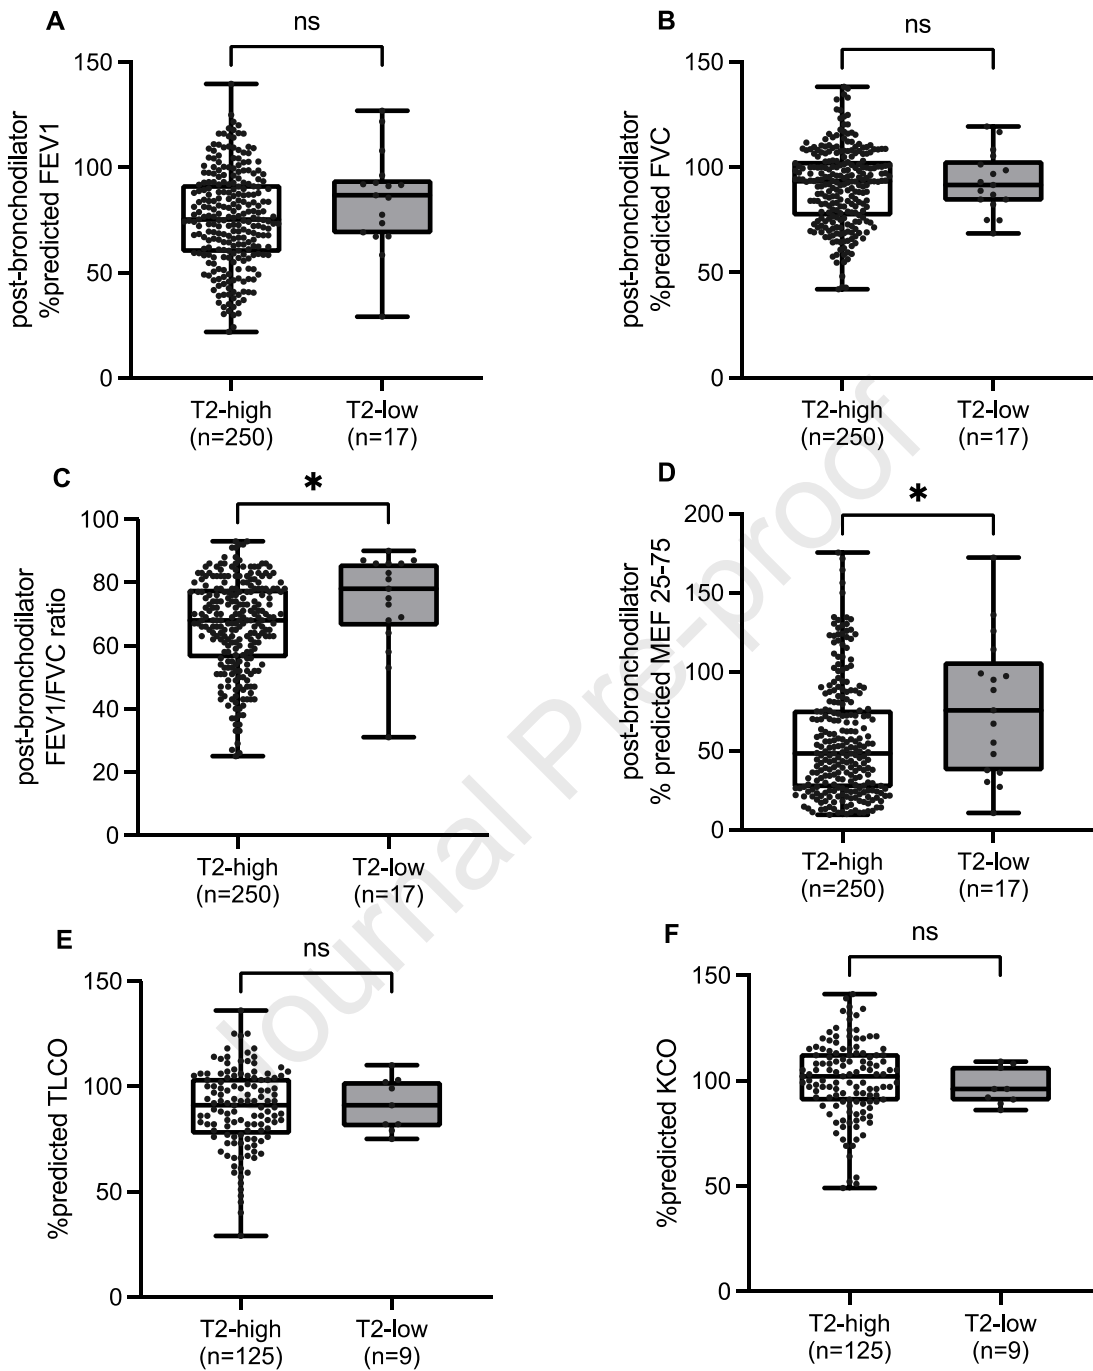 A
ns
post-bronchodilator
%predicted FEV1
150
100
50
0
T2-high
(n=250)
T2-low
(n=17)
B
ns
post-bronchodilator
%predicted FVC
150
100
50
0
T2-high
(n=250)
T2-low
(n=17)
C
*
post-bronchodilator
FEV1/FVC ratio
100
80
60
40
20
0
T2-high
(n=250)
T2-low
(n=17)
D
*
post-bronchodilator
% predicted MEF 25-75
200
150
100
50
0
T2-high
(n=250)
T2-low
(n=17)
E
ns
%predicted TLCO
150
100
50
0
T2-high
(n=125)
T2-low
(n=9)
F
ns
%predicted KCO
150
100
50
0
T2-high
(n=125)
T2-low
(n=9)
Journal Pre-proof